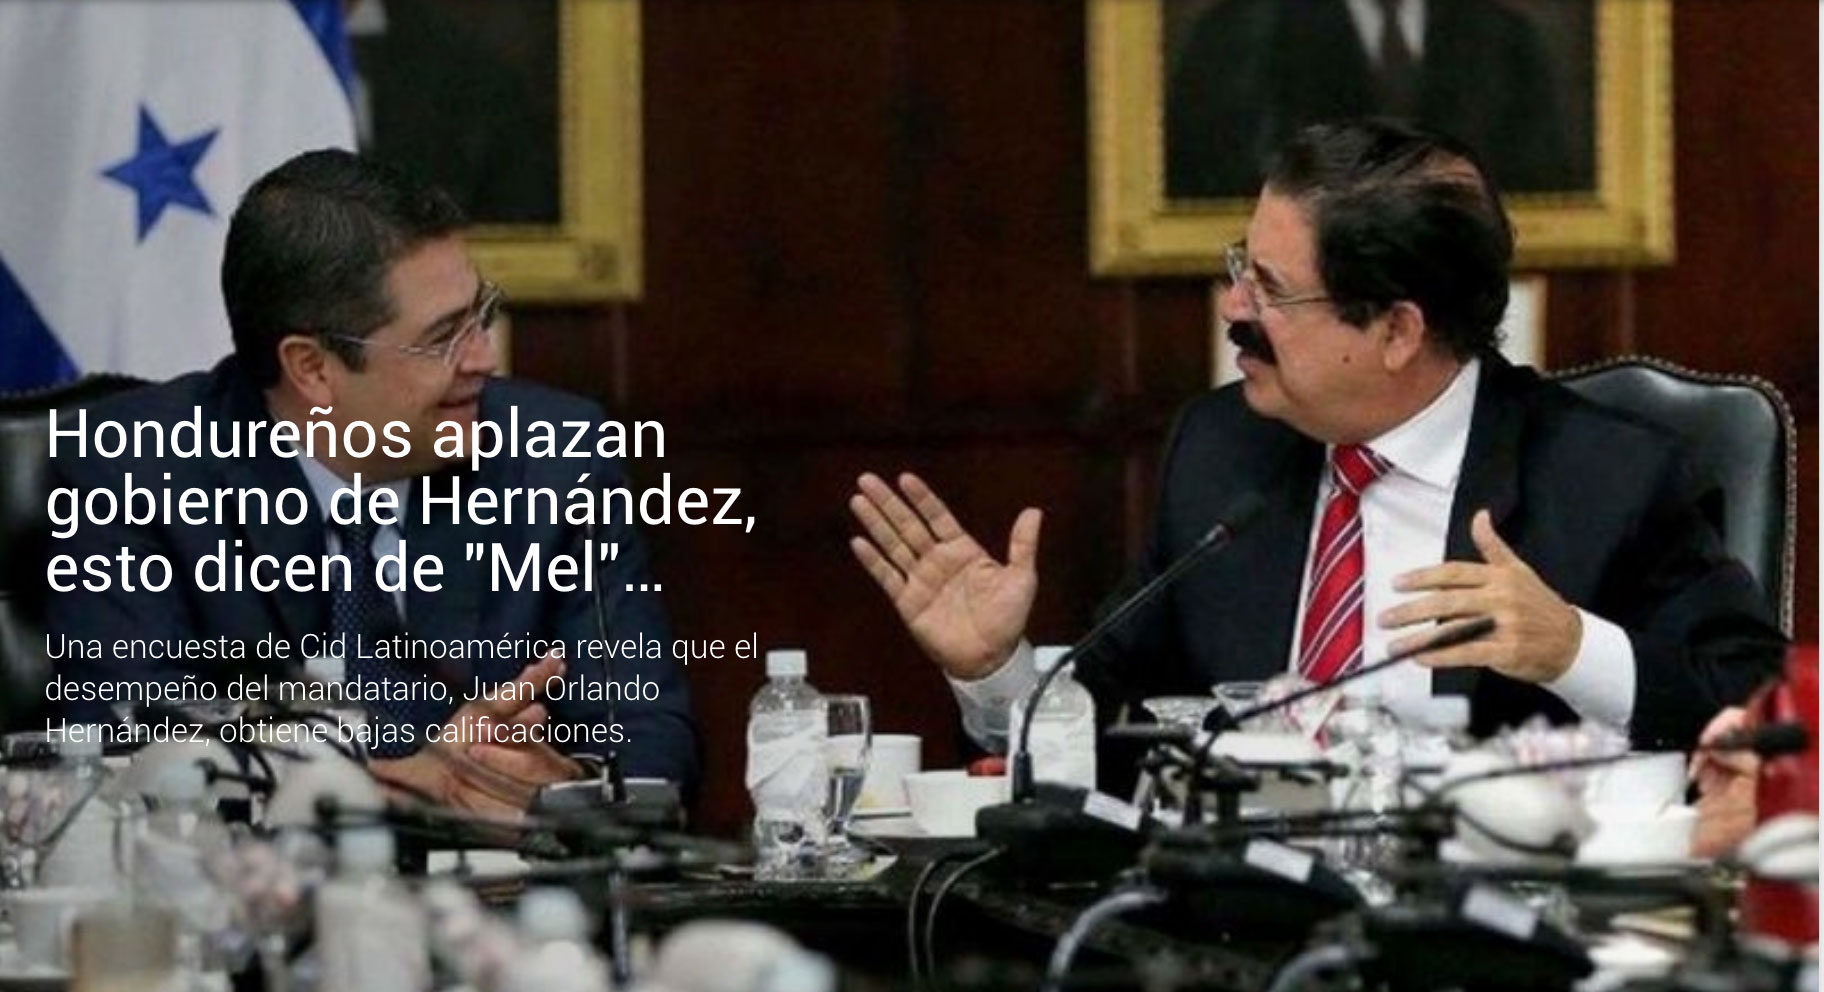 Hondureños aplazan
gobierno de Hernández,
esto dicen de "Mel"...
Una encuesta de Cid Latinoamérica revela que el
desempeño del mandatario, Juan Orlando
Hernández, obtiene bajas calificaciones.